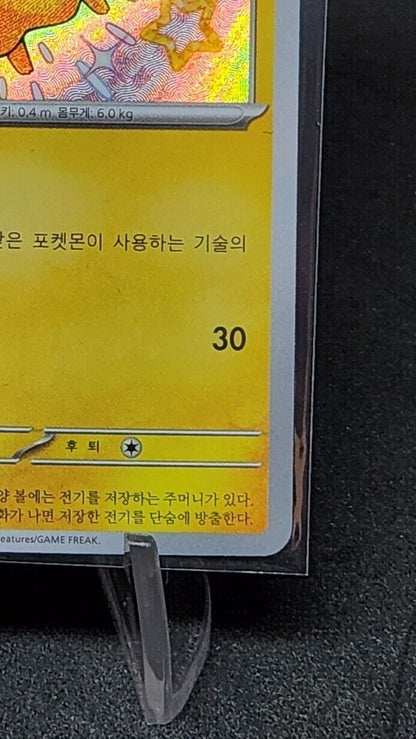 키: 0.4 m 몸무게: 6.0 kg
은 포켓몬이 사용하는 기술의
30
후 퇴
양 볼에는 전기를 저장하는 주머니가 있다.
화가 나면 저장한 전기를 단숨에 방출한다.
eatures/GAME FREAK.